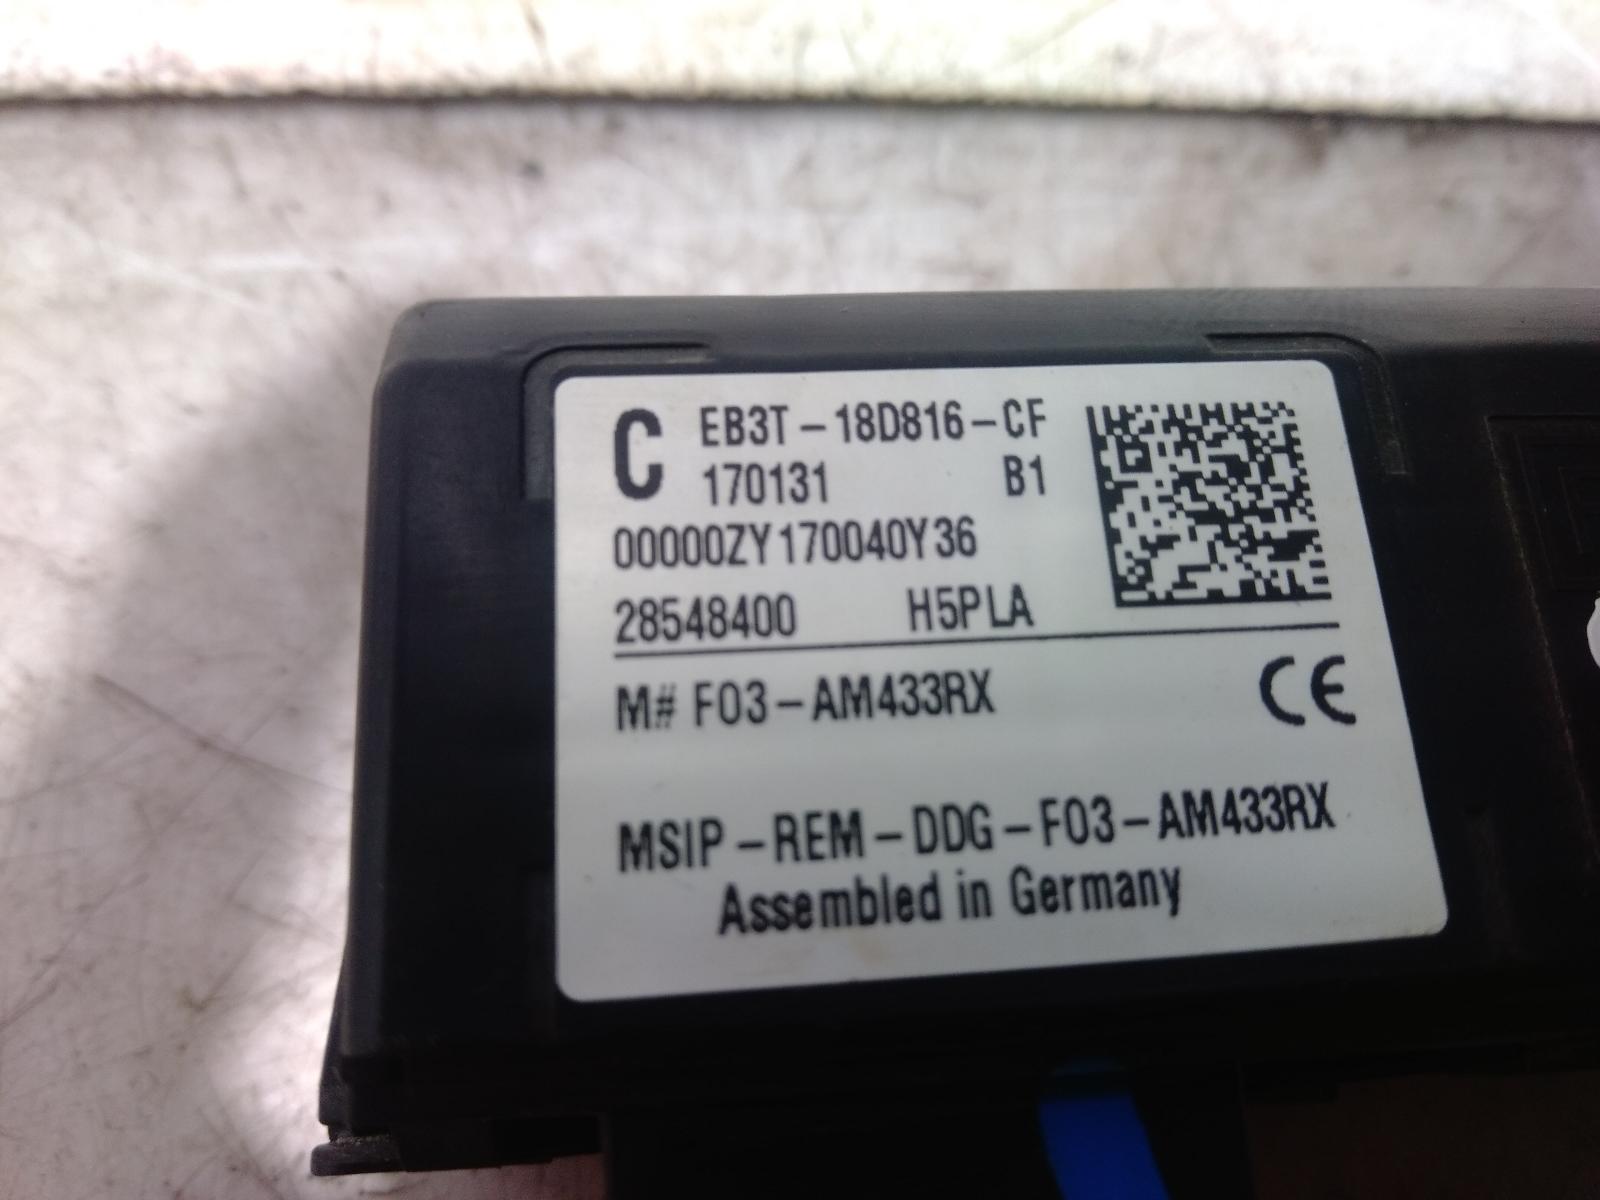 C EB3T-18D816-CF
170131 B1
00000ZY170040Y36
28548400 H5PLA
M# F03-AM433RX CE
MSIP-REM-DDG-F03-AM433RX
Assembled in Germany